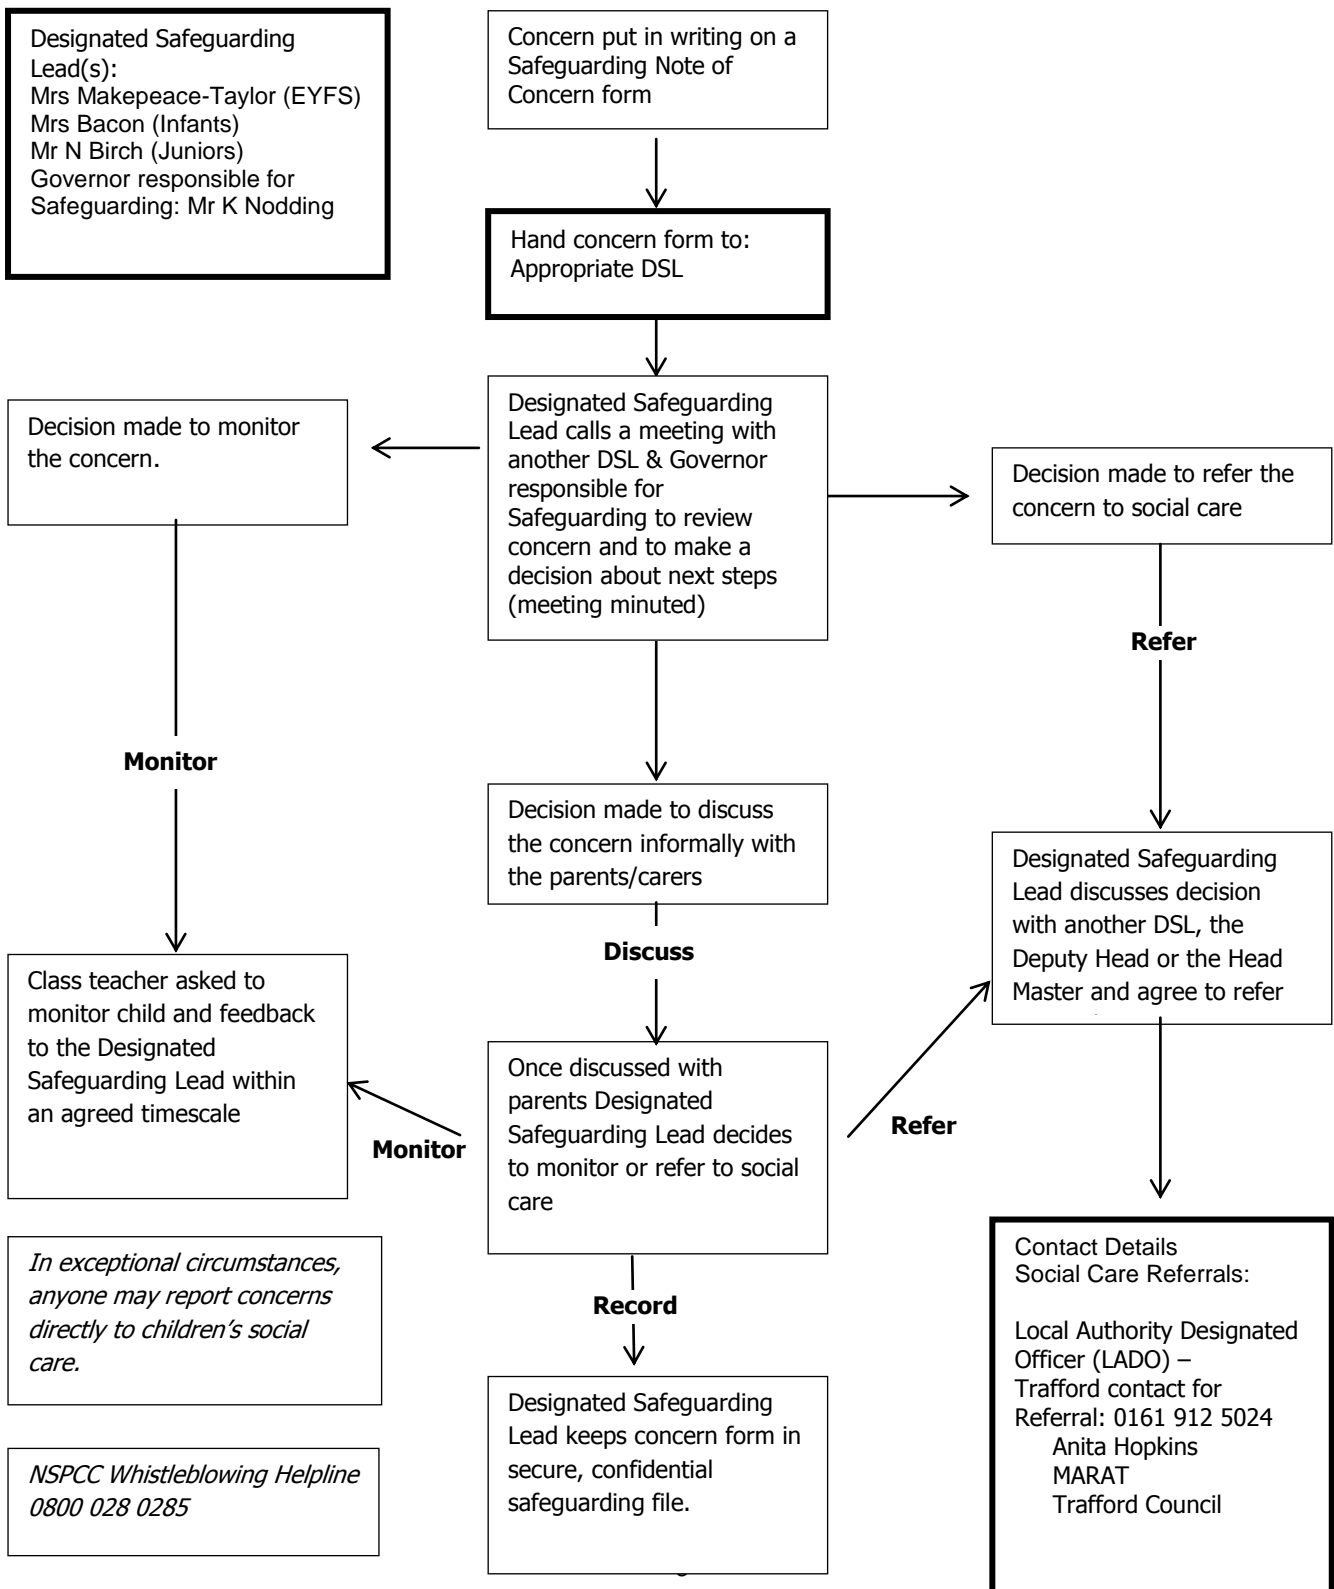 Designated Safeguarding
Lead(s):
Mrs Makepeace-Taylor (EYFS)
Mrs Bacon (Infants)
Mr N Birch (Juniors)
Governor responsible for
Safeguarding: Mr K Nodding
Concern put in writing on a
Safeguarding Note of
Concern form
Hand concern form to:
Appropriate DSL
Decision made to monitor
the concern.
Designated Safeguarding
Lead calls a meeting with
another DSL & Governor
responsible for
Safeguarding to review
concern and to make a
decision about next steps
(meeting minuted)
Decision made to refer the
concern to social care
Refer
Monitor
Decision made to discuss
the concern informally with
the parents/carers
Discuss
Designated Safeguarding
Lead discusses decision
with another DSL, the
Deputy Head or the Head
Master and agree to refer
Class teacher asked to
monitor child and feedback
to the Designated
Safeguarding Lead within
an agreed timescale
Monitor
Once discussed with
parents Designated
Safeguarding Lead decides
to monitor or refer to social
care
Refer
In exceptional circumstances,
anyone may report concerns
directly to children's social
care.
Record
NSPCC Whistleblowing Helpline
0800 028 0285
Designated Safeguarding
Lead keeps concern form in
secure, confidential
safeguarding file.
Contact Details
Social Care Referrals:
Local Authority Designated
Officer (LADO) –
Trafford contact for
Referral: 0161 912 5024
Anita Hopkins
MARAT
Trafford Council